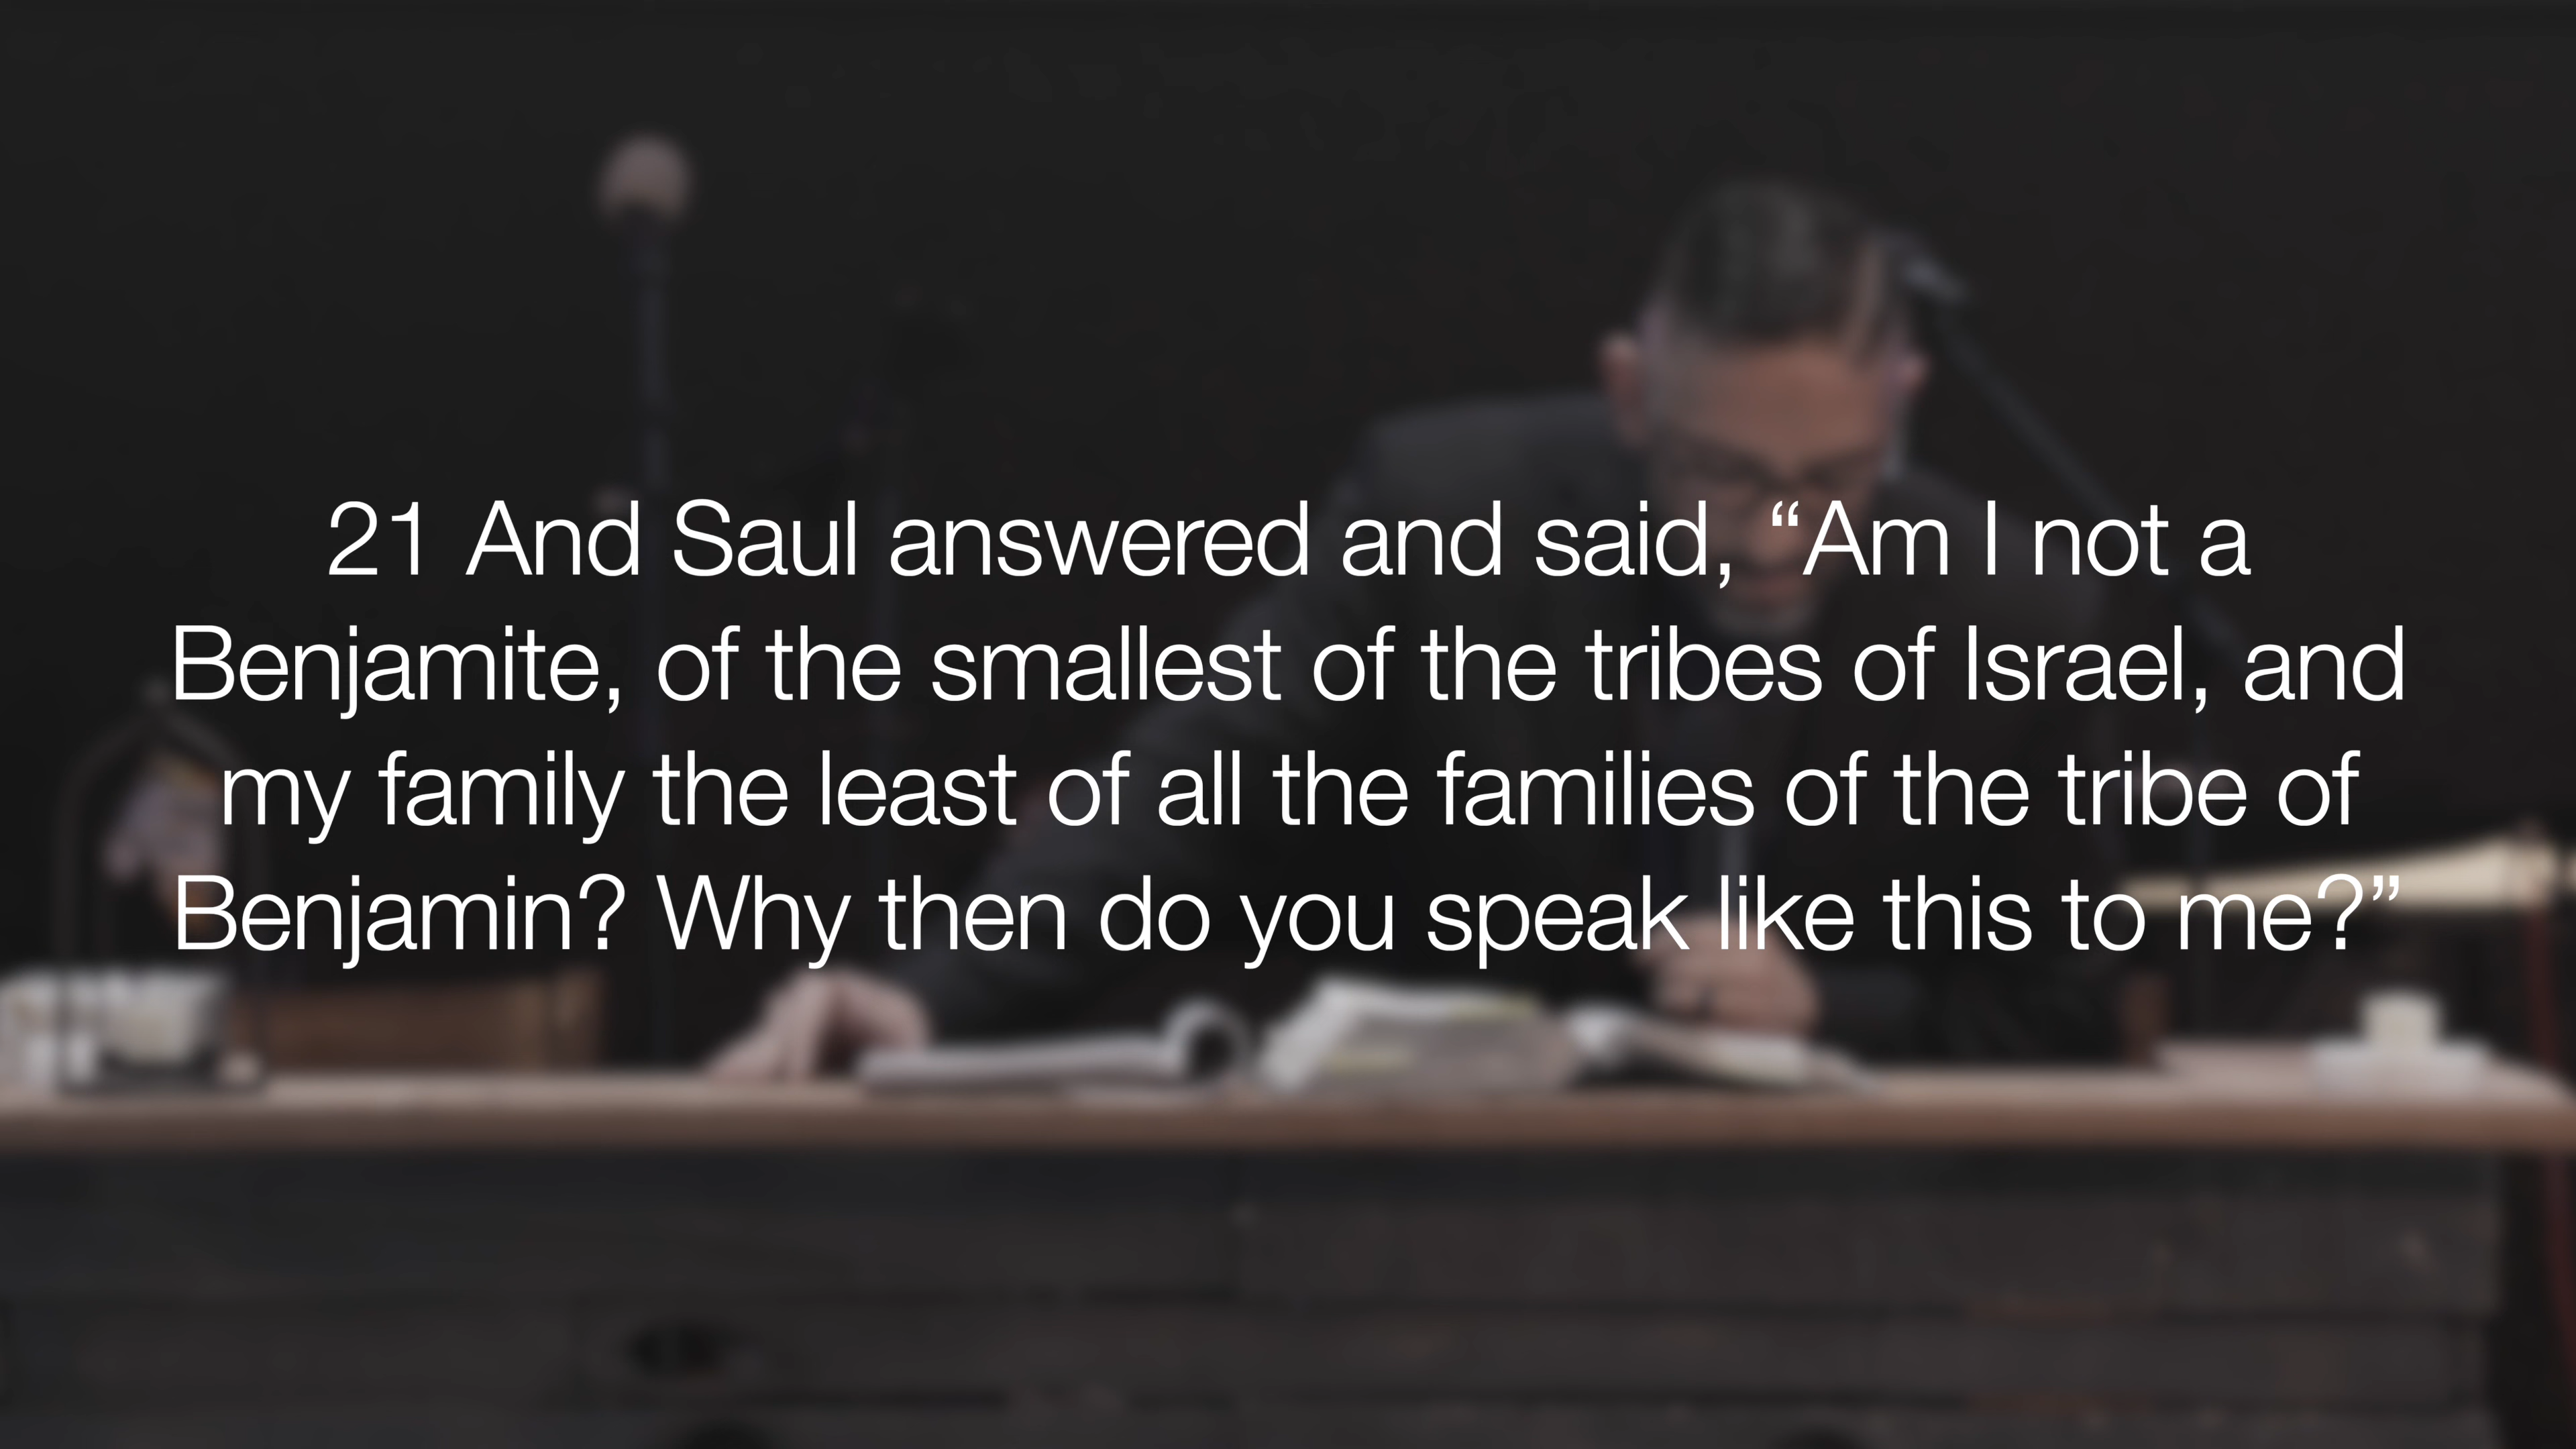 21 And Saul answered and said, “Am I not a
Benjamite, of the smallest of the tribes of Israel, and
my family the least of all the families of the tribe of
Benjamin? Why then do you speak like this to me?”